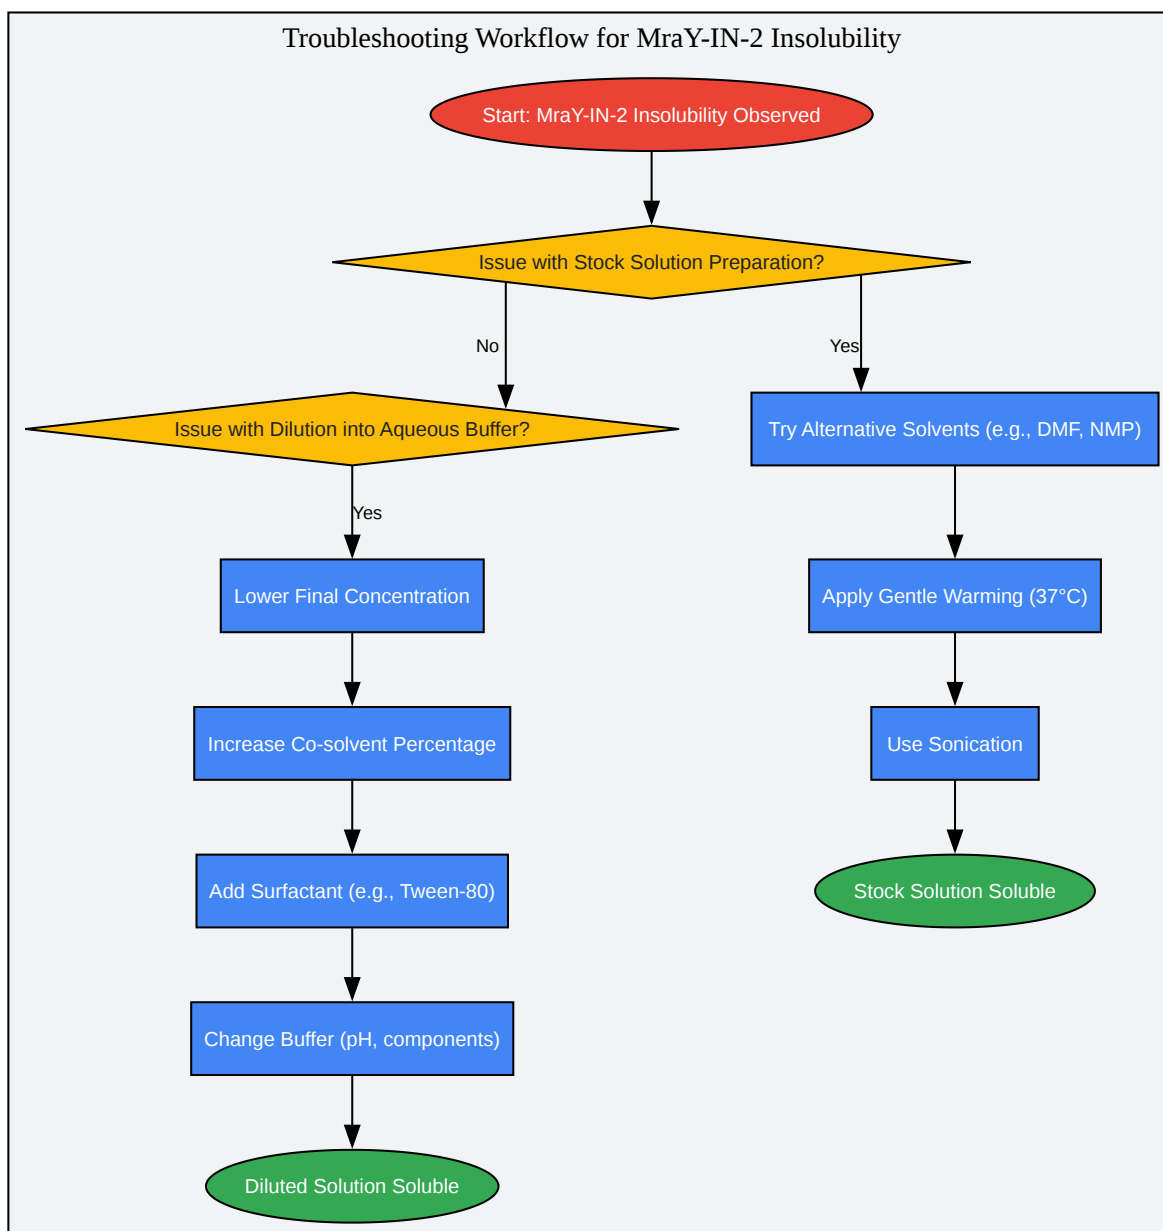 Troubleshooting Workflow for MraY-IN-2 Insolubility
Start: MraY-IN-2 Insolubility Observed
Issue with Stock Solution Preparation?
No
Yes
Issue with Dilution into Aqueous Buffer?
Try Alternative Solvents (e.g., DMF, NMP)
Yes
Lower Final Concentration
Apply Gentle Warming (37°C)
Increase Co-solvent Percentage
Use Sonication
Add Surfactant (e.g., Tween-80)
Stock Solution Soluble
Change Buffer (pH, components)
Diluted Solution Soluble